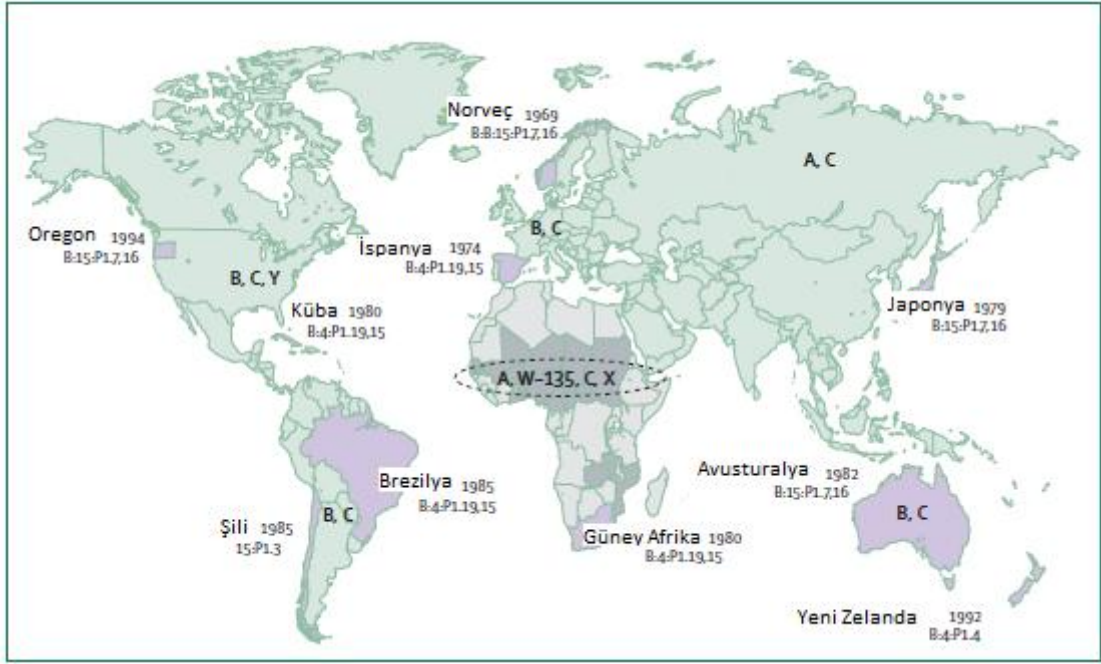 Norveç 1969
B:B:15:P1.7,16
A, C
Oregon 1994
B:15:P1.7,16
B, C
İspanya 1974
B:4:P1.19,15
B, C, Y
Küba 1980
B:4:P1.19,15
Japonya 1979
B:15:P1.7,16
A, W-135, C, X
Avusturalya 1982
B:15:P1.7,16
Brezilya 1985
B:4:P1.19,15
B, C
B, C
Şili 1985
15:P1.3
Güney Afrika 1980
B:4:P1.19,15
Yeni Zelanda 1992
B:4:P1.4